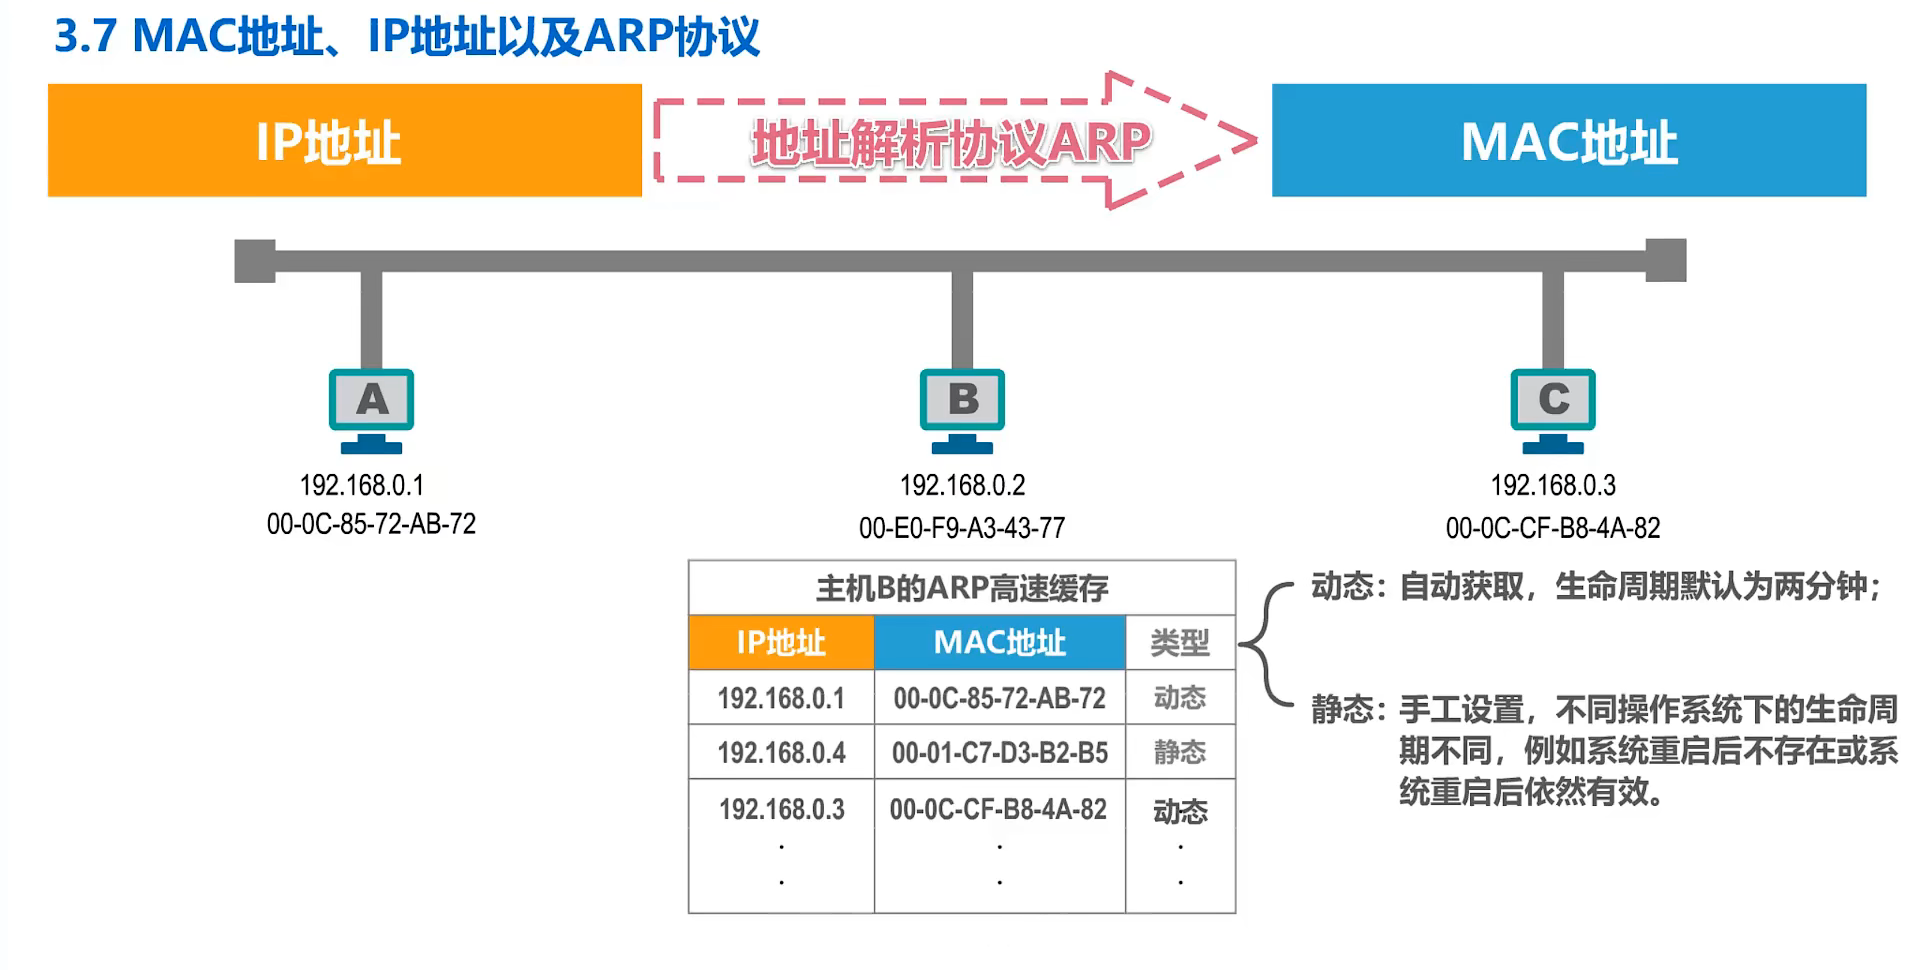 3.7 MAC地址、IP地址以及ARP协议
IP地址
地址解析协议ARP
MAC地址
A
B
C
192.168.0.1
192.168.0.2
192.168.0.3
00-0C-85-72-AB-72
00-E0-F9-A3-43-77
00-0C-CF-B8-4A-82
主机B的ARP高速缓存
IP地址 MAC地址 类型
192.168.0.1 00-0C-85-72-AB-72 动态
192.168.0.4 00-01-C7-D3-B2-B5 静态
192.168.0.3 00-0C-CF-B8-4A-82 动态
. . .
. . .
动态：自动获取，生命周期默认为两分钟；
静态：手工设置，不同操作系统下的生命周
期不同，例如系统重启后不存在或系
统重启后依然有效。